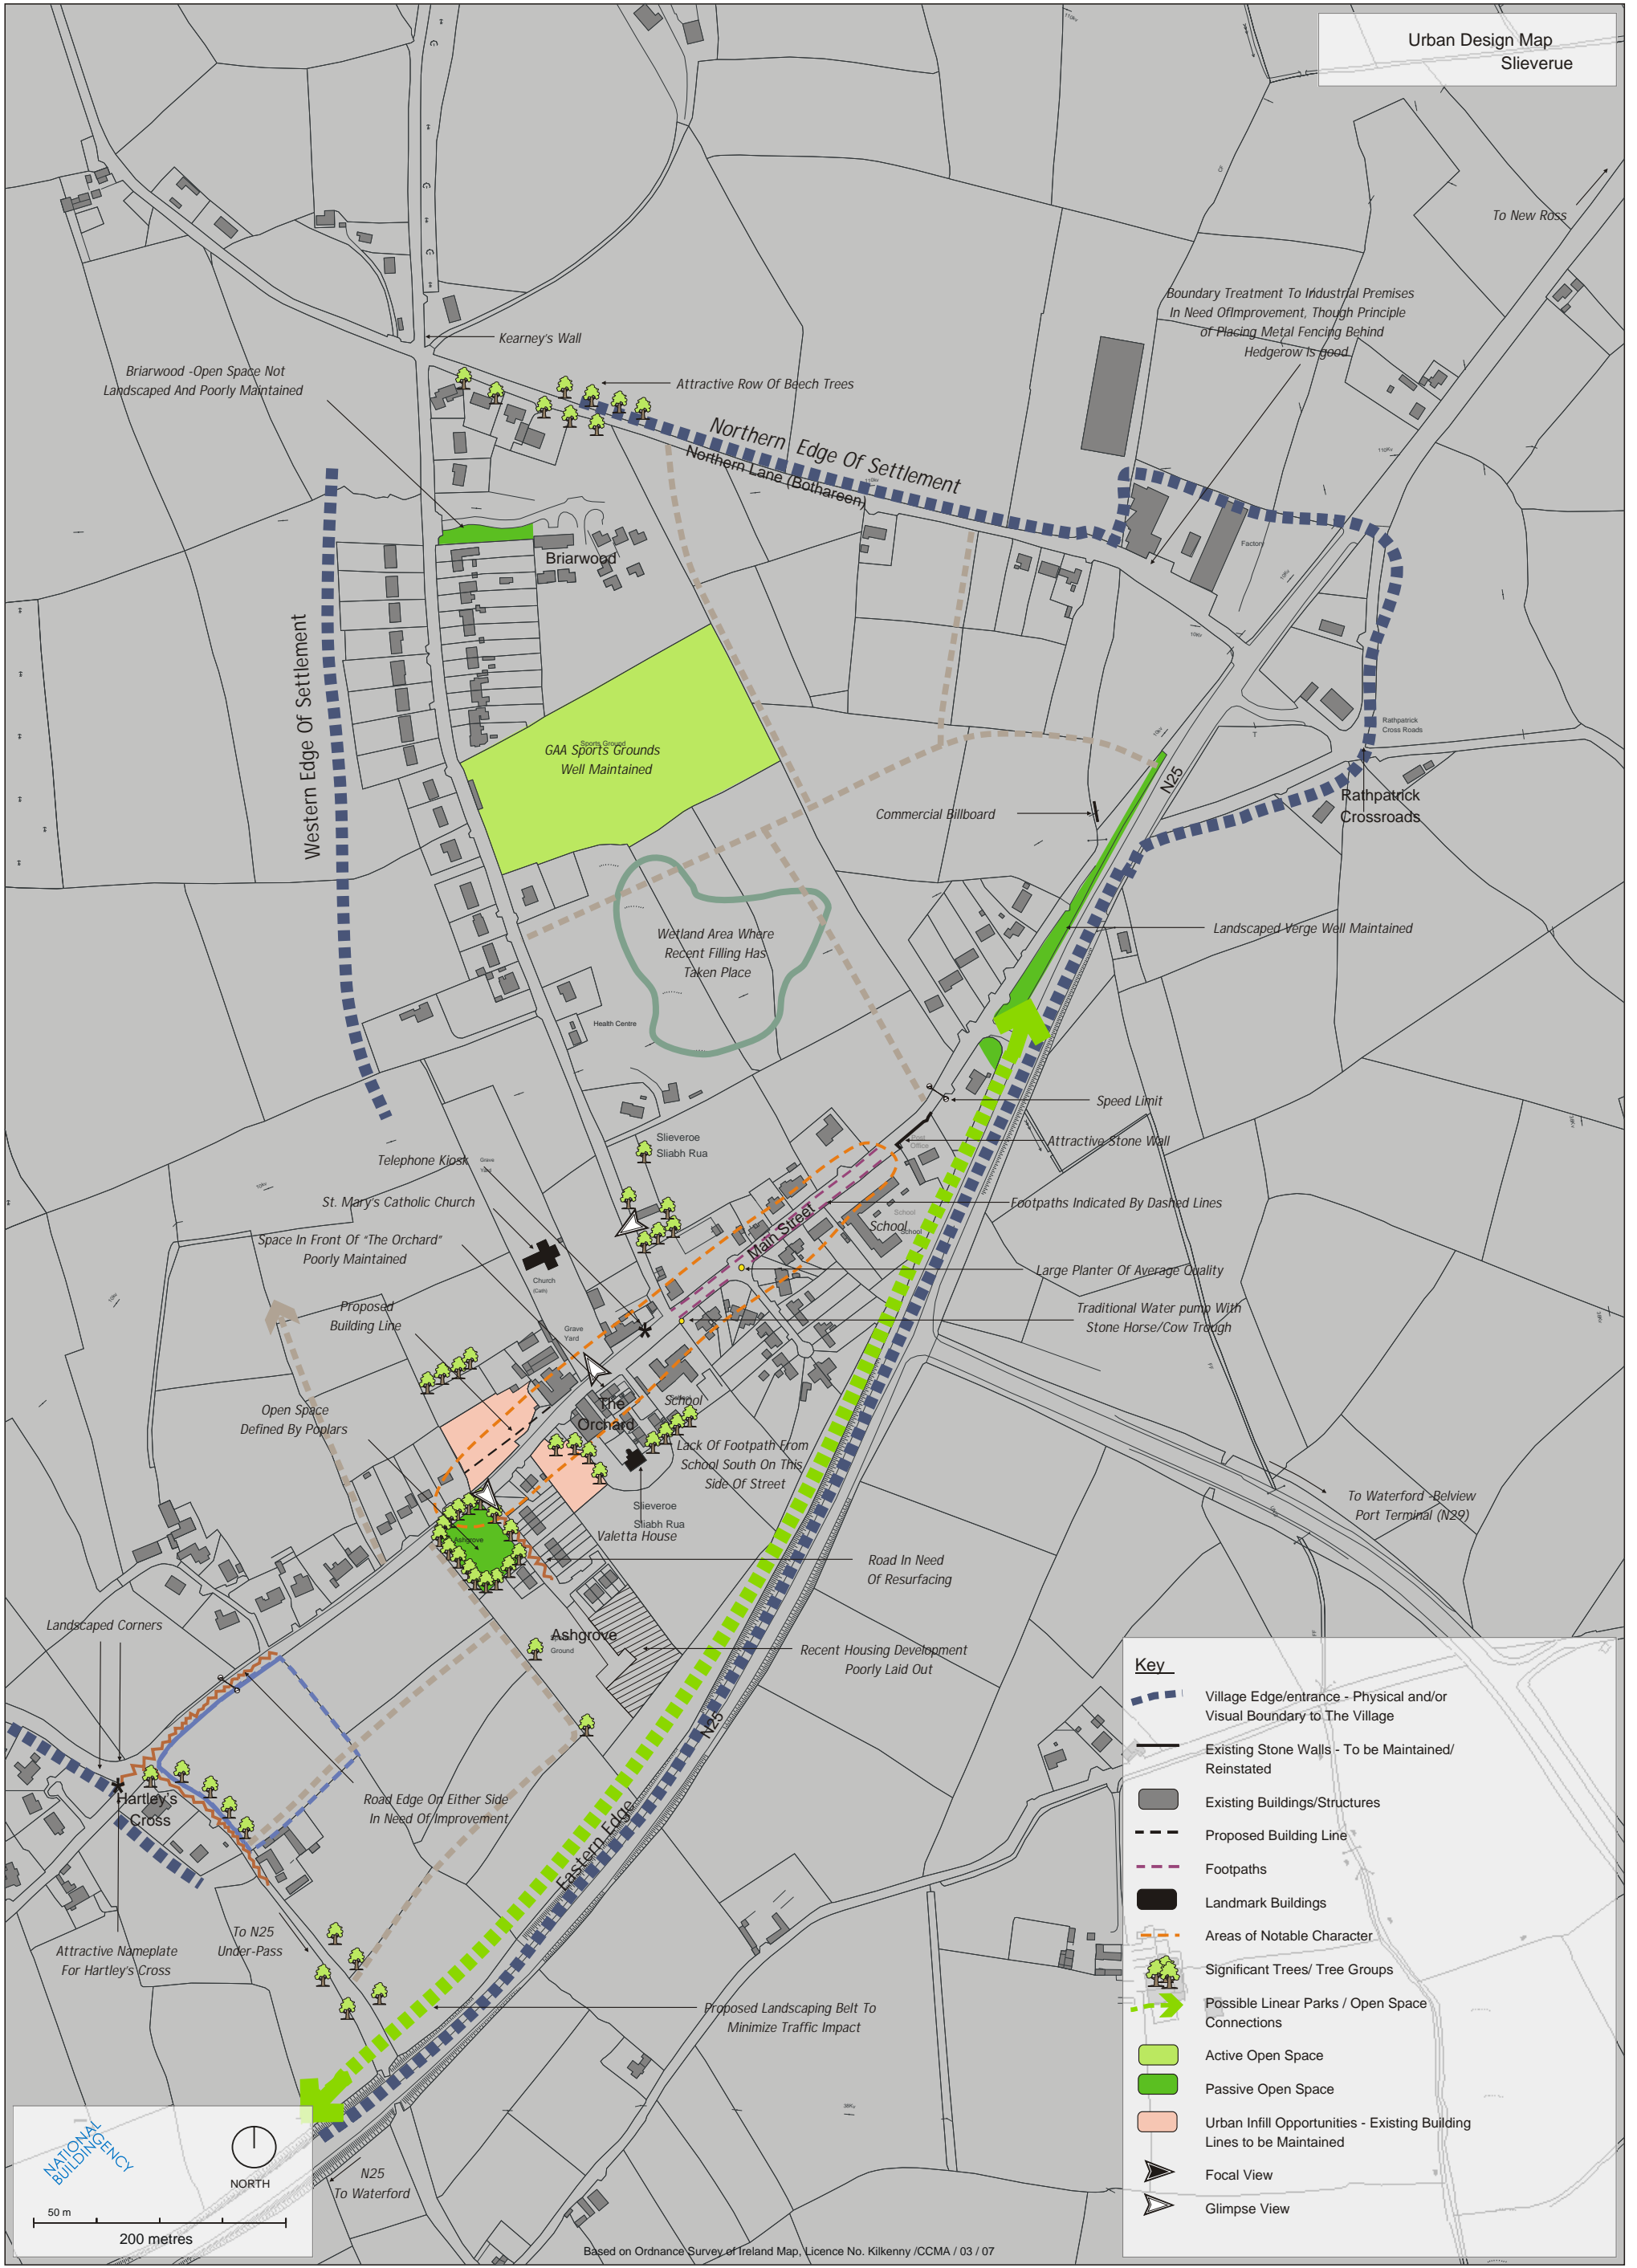 Urban Design Map
Slieverue
To New Ross
Boundary Treatment To Industrial Premises
In Need OfImprovement, Though Principle
of Placing Metal Fencing Behind
Hedgerow is good
Kearney's Wall
Briarwood -Open Space Not
Landscaped And Poorly Maintained
Attractive Row Of Beech Trees
Northern Edge Of Settlement
Northern Lane (Bothareen)
Factory
Briarwood
Western Edge Of Settlement
Sports Ground
GAA Sports Grounds
Well Maintained
Rathpatrick
Cross Roads
N25
Rathpatrick
Crossroads
Commercial Billboard
Landscaped Verge Well Maintained
Wetland Area Where
Recent Filling Has
Taken Place
Health Centre
Speed Limit
Attractive Stone Wall
Office
Slieveroe
Sliabh Rua
Telephone Kiosk
Grave
Yard
St. Mary's Catholic Church
Space In Front Of "The Orchard"
Poorly Maintained
Footpaths Indicated By Dashed Lines
School
School
School
Main Street
Large Planter Of Average Quality
Church
(Cath)
Traditional Water pump With
Stone Horse/Cow Trough
Proposed
Building Line
Grave
Yard
The
Orchard
School
Open Space
Defined By Poplars
Lack Of Footpath From
School South On This
Side Of Street
Slieveroe
Sliabh Rua
Valetta House
Ashgrove
To Waterford -Belview
Port Terminal (N29)
Road In Need
Of Resurfacing
Landscaped Corners
Ashgrove
Ground
Recent Housing Development
Poorly Laid Out
N25
Hartley's
Cross
Road Edge On Either Side
In Need Of Improvement
Eastern Edge
To N25
Under-Pass
Attractive Nameplate
For Hartley's Cross
Proposed Landscaping Belt To
Minimize Traffic Impact
N25
To Waterford
Key
Village Edge/entrance - Physical and/or
Visual Boundary to The Village
Existing Stone Walls - To be Maintained/
Reinstated
Existing Buildings/Structures
Proposed Building Line
Footpaths
Landmark Buildings
Areas of Notable Character
Significant Trees/ Tree Groups
Possible Linear Parks / Open Space
Connections
Active Open Space
Passive Open Space
Urban Infill Opportunities - Existing Building
Lines to be Maintained
Focal View
Glimpse View
NATIONAL
BUILDING
AGENCY
NORTH
50 m
200 metres
Based on Ordnance Survey of Ireland Map, Licence No. Kilkenny /CCMA / 03 / 07